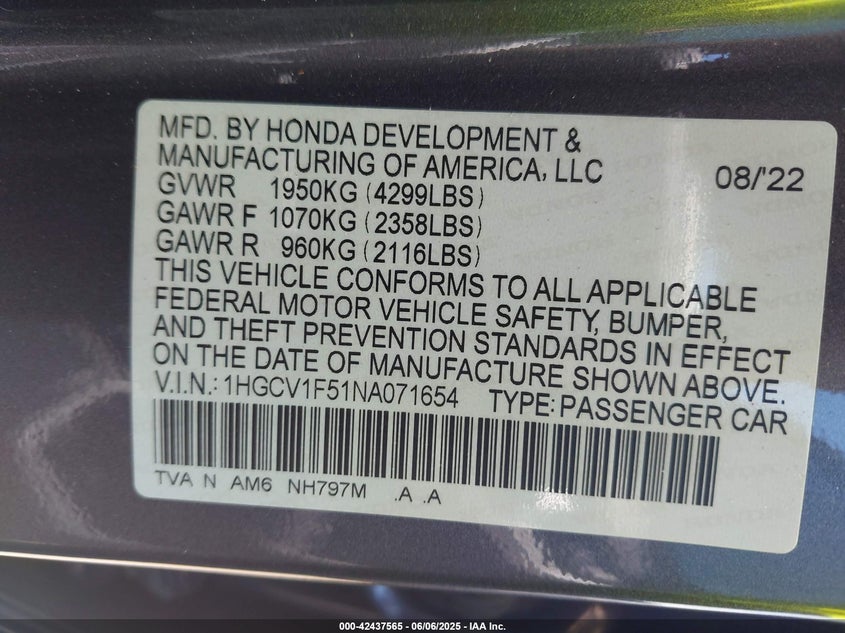 MFD. BY HONDA DEVELOPMENT &
MANUFACTURING OF AMERICA, LLC 08/'22
GVWR 1950KG (4299LBS)
GAWR F 1070KG (2358LBS)
GAWR R 960KG (2116LBS)
THIS VEHICLE CONFORMS TO ALL APPLICABLE
FEDERAL MOTOR VEHICLE SAFETY, BUMPER,
AND THEFT PREVENTION STANDARDS IN EFFECT
ON THE DATE OF MANUFACTURE SHOWN ABOVE.
V.I.N.: 1HGCV1F51NA071654 TYPE: PASSENGER CAR
TVA N AM6 NH797M .A .A
000-42437565 - 06/06/2025 - IAA Inc.